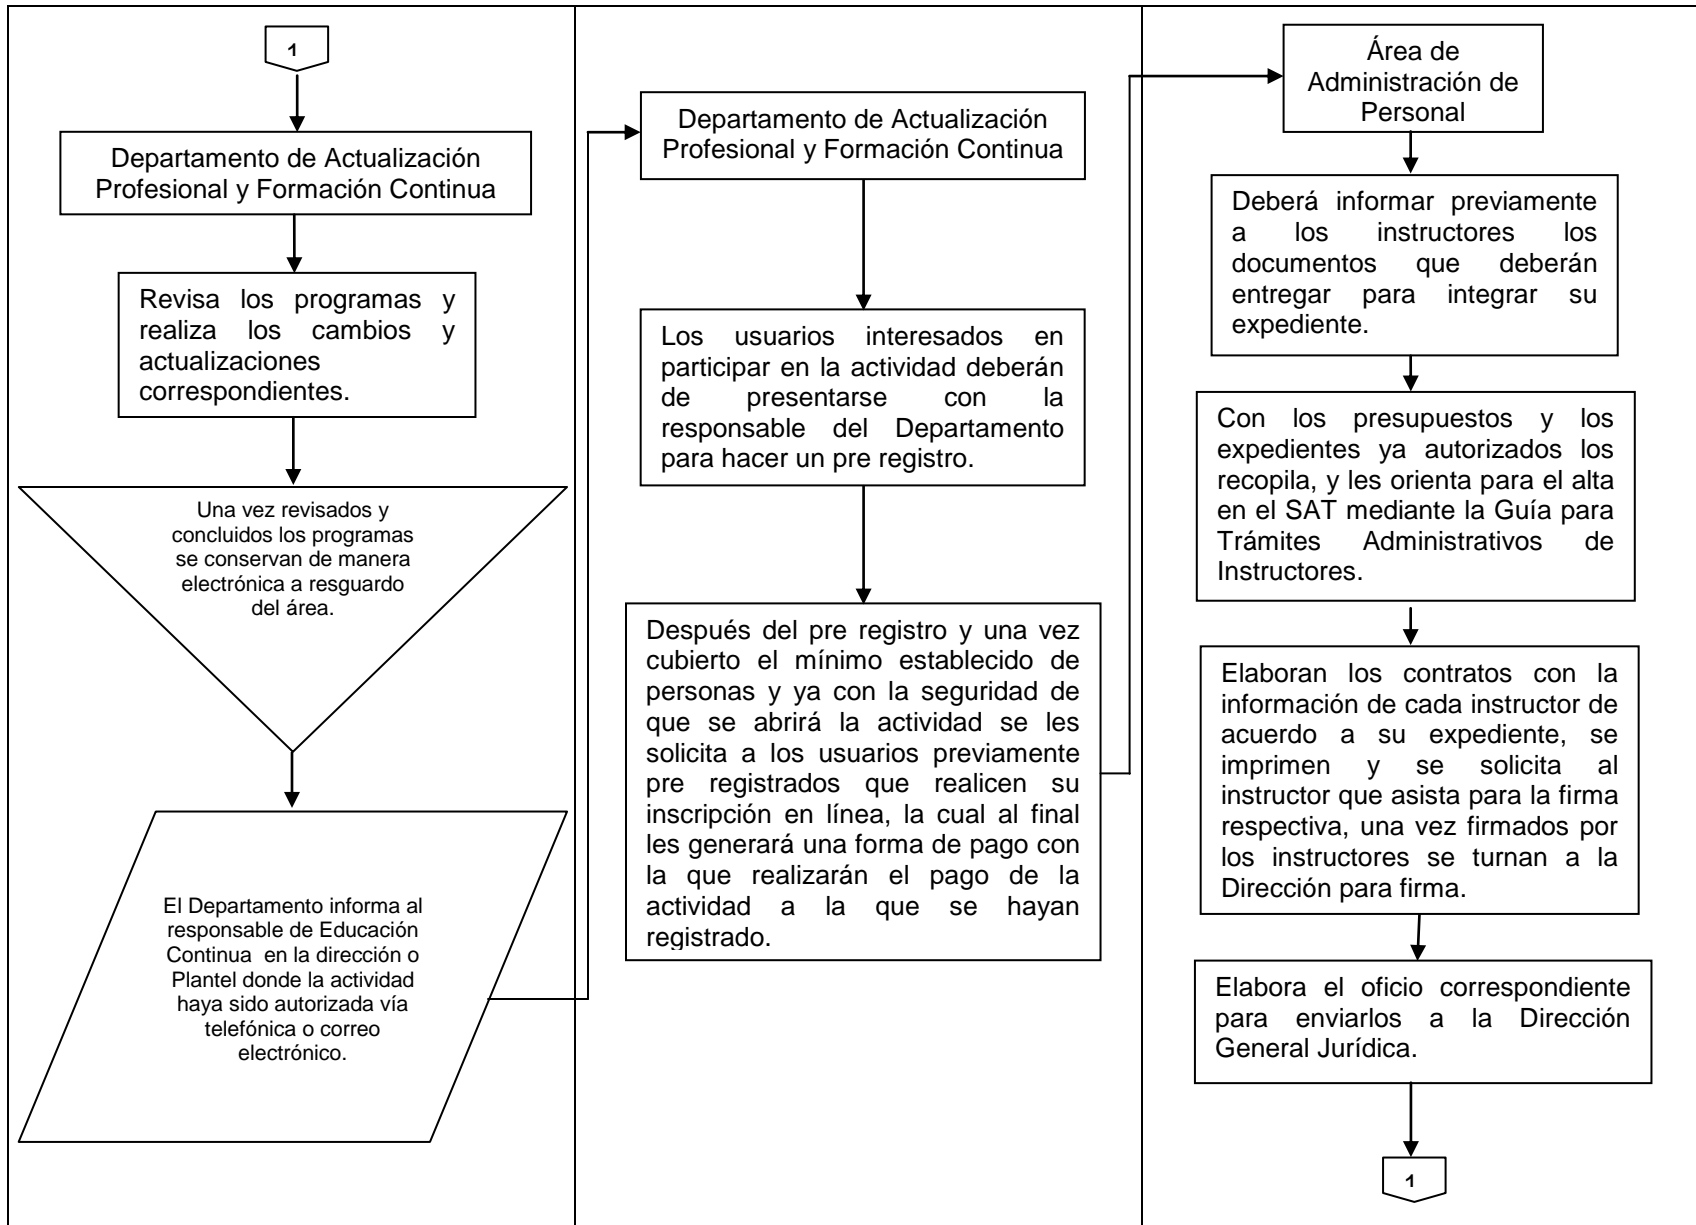 1
Departamento de Actualización
Profesional y Formación Continua
Revisa los programas y
realiza los cambios y
actualizaciones
correspondientes.
Una vez revisados y
concluidos los programas
se conservan de manera
electrónica a resguardo
del área.
El Departamento informa al
responsable de Educación
Continua en la dirección o
Plantel donde la actividad
haya sido autorizada vía
telefónica o correo
electrónico.
Departamento de Actualización
Profesional y Formación Continua
Los usuarios interesados en
participar en la actividad deberán
de presentarse con la
responsable del Departamento
para hacer un pre registro.
Después del pre registro y una vez
cubierto el mínimo establecido de
personas y ya con la seguridad de
que se abrirá la actividad se les
solicita a los usuarios previamente
pre registrados que realicen su
inscripción en línea, la cual al final
les generará una forma de pago con
la que realizarán el pago de la
actividad a la que se hayan
registrado.
Área de
Administración de
Personal
Deberá informar previamente
a los instructores los
documentos que deberán
entregar para integrar su
expediente.
Con los presupuestos y los
expedientes ya autorizados los
recopila, y les orienta para el alta
en el SAT mediante la Guía para
Trámites Administrativos de
Instructores.
Elaboran los contratos con la
información de cada instructor de
acuerdo a su expediente, se
imprimen y se solicita al
instructor que asista para la firma
respectiva, una vez firmados por
los instructores se turnan a la
Dirección para firma.
Elabora el oficio correspondiente
para enviarlos a la Dirección
General Jurídica.
1